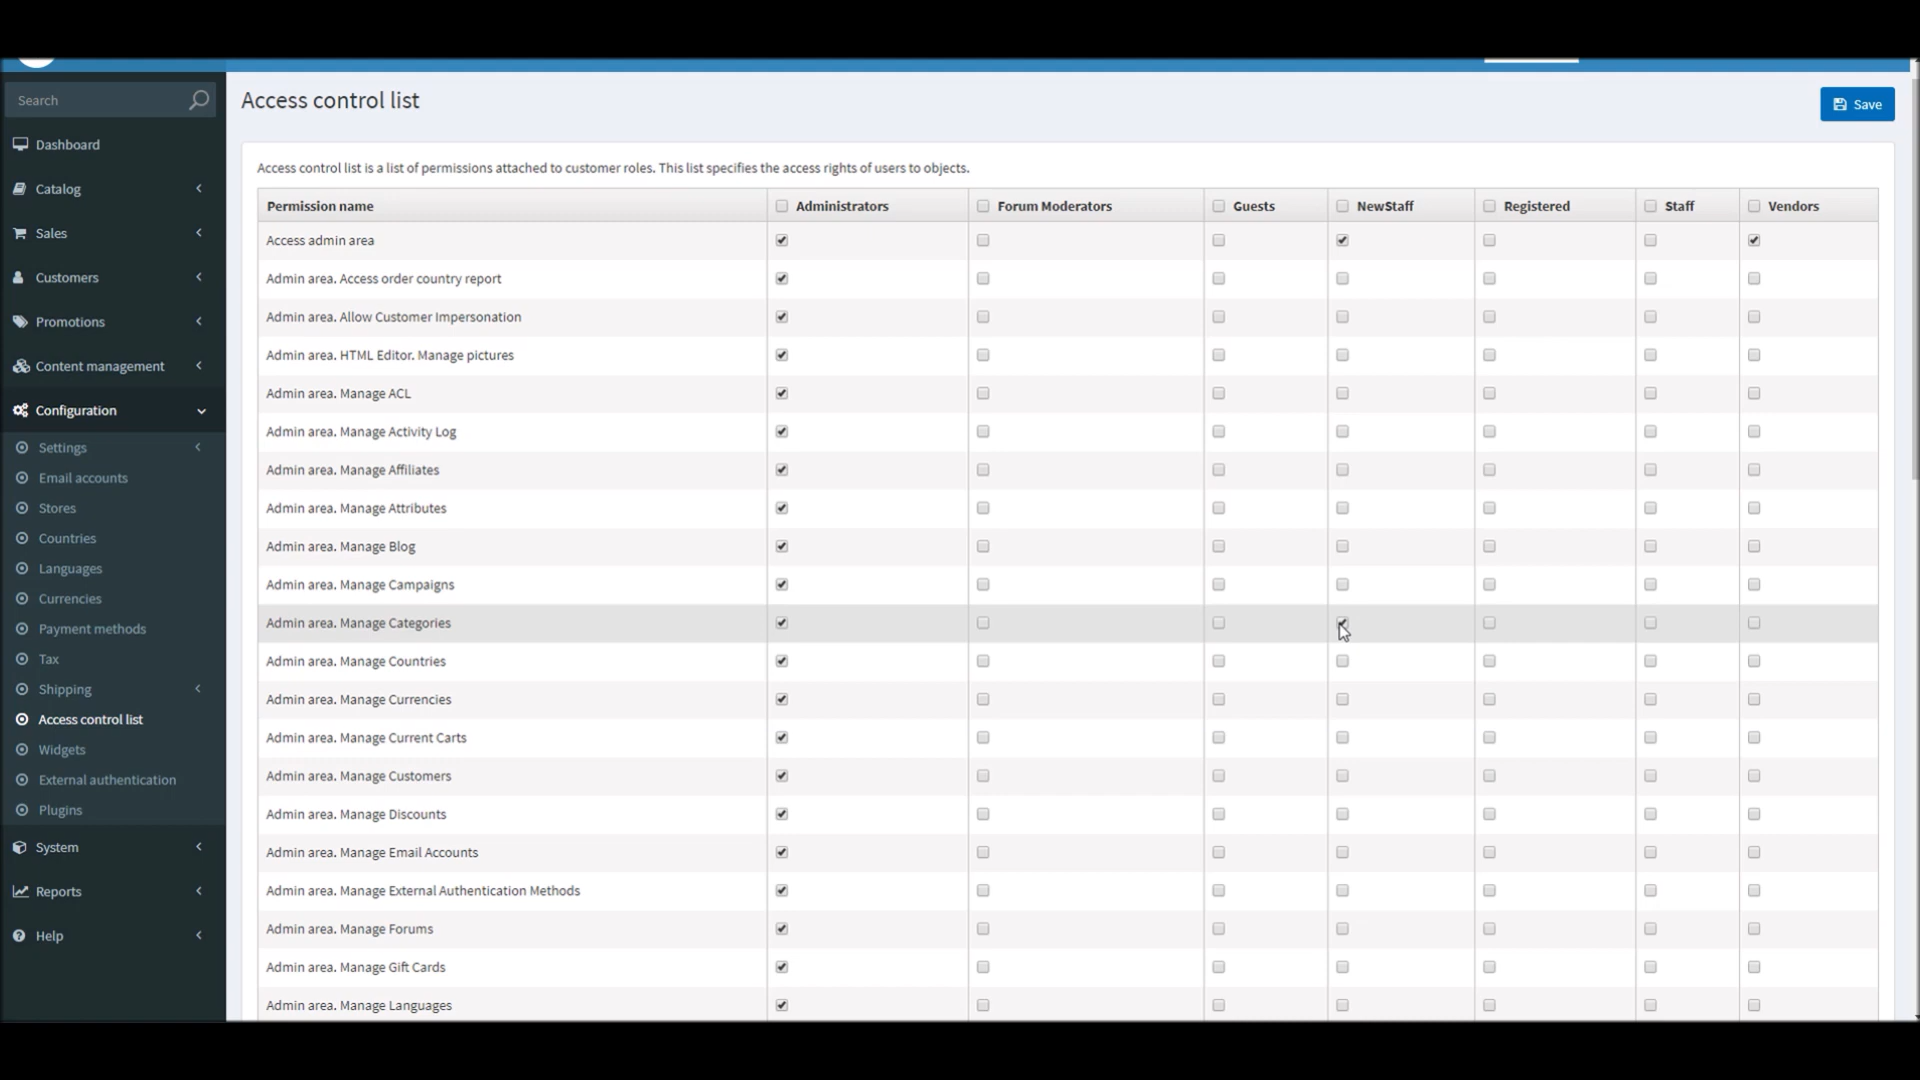 Search
Access control list
Save
Dashboard
Catalog
Sales
Customers
Promotions
Content management
Configuration
Settings
Email accounts
Stores
Countries
Languages
Currencies
Payment methods
Tax
Shipping
Access control list
Widgets
External authentication
Plugins
System
Reports
Help
Access control list is a list of permissions attached to customer roles. This list specifies the access rights of users to objects.
Permission name Administrators Forum Moderators Guests NewStaff Registered Staff Vendors
Access admin area
Admin area. Access order country report
Admin area. Allow Customer Impersonation
Admin area. HTML Editor. Manage pictures
Admin area. Manage ACL
Admin area. Manage Activity Log
Admin area. Manage Affiliates
Admin area. Manage Attributes
Admin area. Manage Blog
Admin area. Manage Campaigns
Admin area. Manage Categories
Admin area. Manage Countries
Admin area. Manage Currencies
Admin area. Manage Current Carts
Admin area. Manage Customers
Admin area. Manage Discounts
Admin area. Manage Email Accounts
Admin area. Manage External Authentication Methods
Admin area. Manage Forums
Admin area. Manage Gift Cards
Admin area. Manage Languages